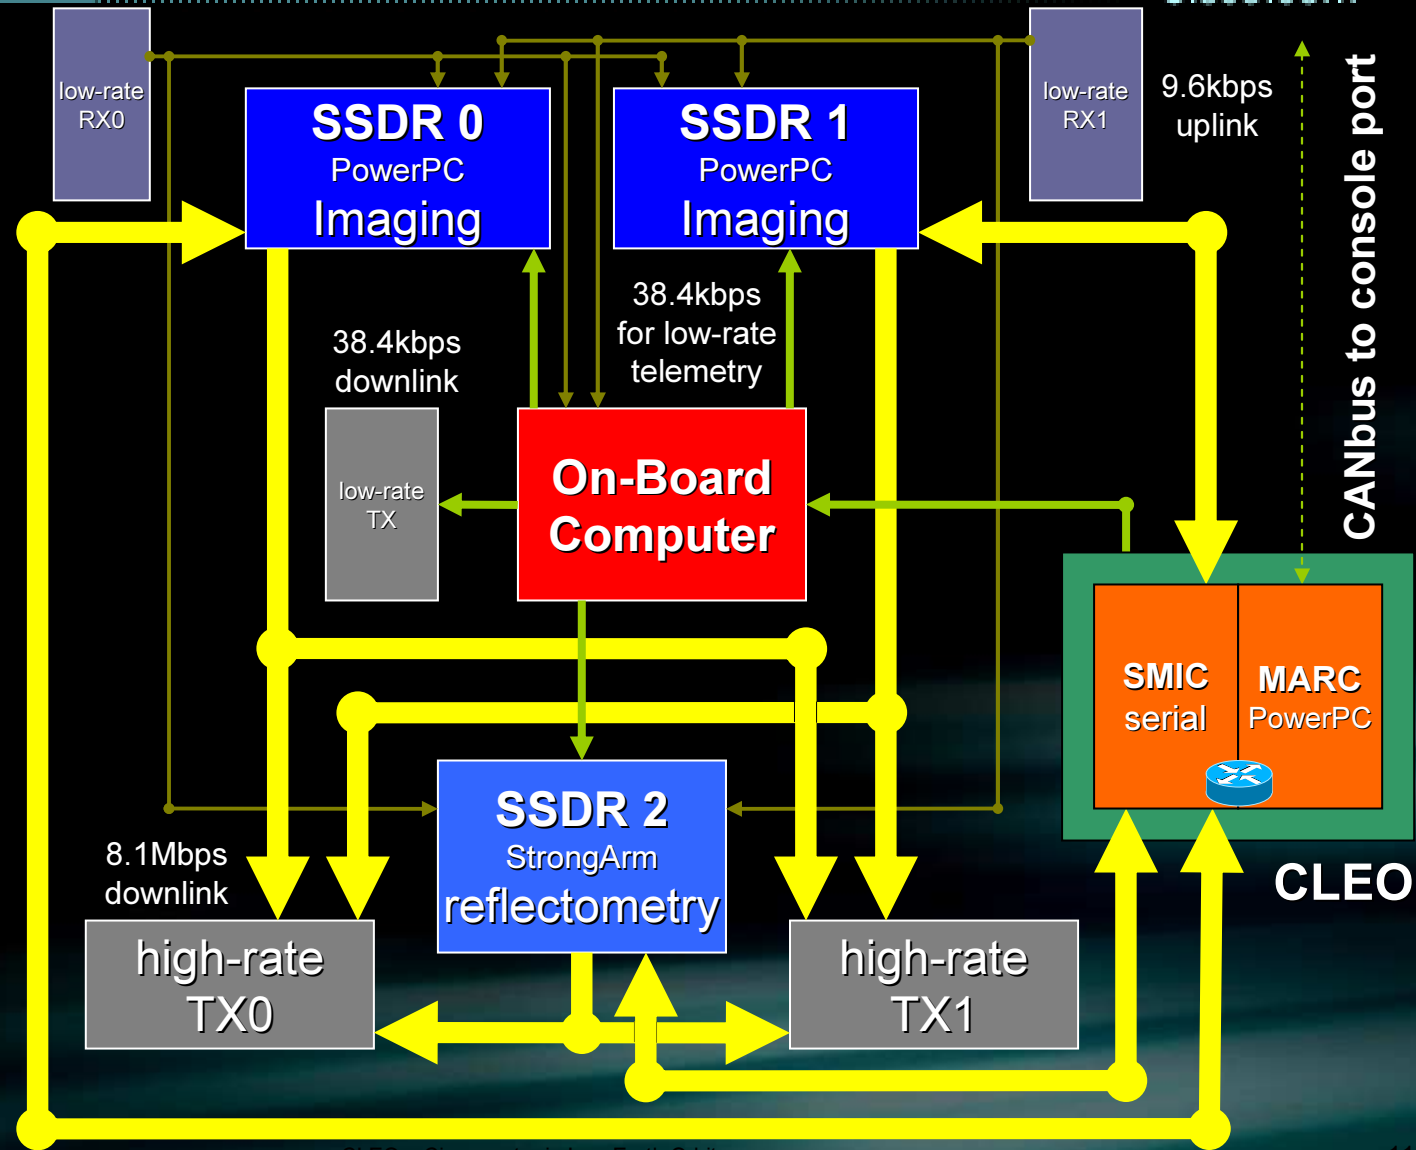 low-rate
RX0
SSDR 0
PowerPC
Imaging
SSDR 1
PowerPC
Imaging
low-rate
RX1
9.6kbps
uplink
CANbus to console port
38.4kbps
downlink
38.4kbps
for low-rate
telemetry
low-rate
TX
On-Board
Computer
SMIC
serial
MARC
PowerPC
CLEO
SSDR 2
StrongArm
reflectometry
8.1Mbps
downlink
high-rate
TX0
high-rate
TX1